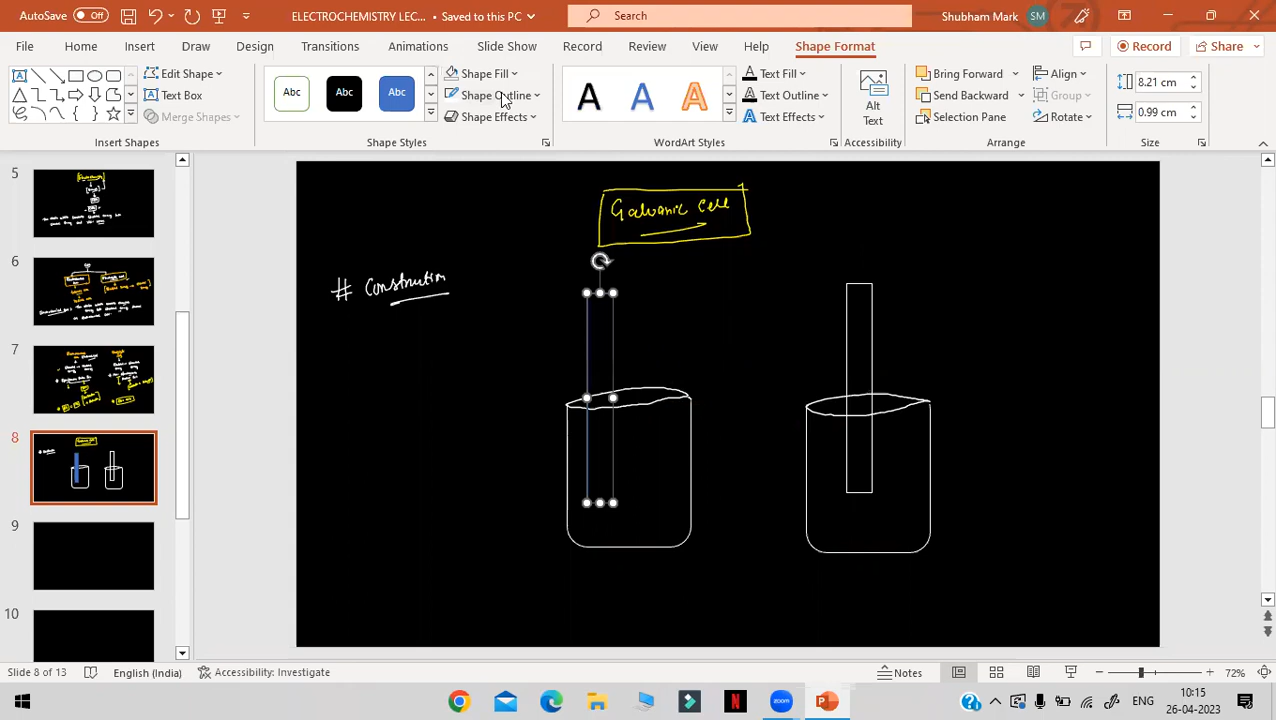 AutoSave Off ELECTROCHEMISTRY LEC... • Saved to this PC Search Shubham Mark SM
File Home Insert Draw Design Transitions Animations Slide Show Record Review View Help Shape Format Record Share
Edit Shape
Text Box
Merge Shapes
Insert Shapes
Abc Abc Abc
Shape Fill
Shape Outline
Shape Effects
Shape Styles
A A A
Text Fill
Text Outline
Text Effects
WordArt Styles
Alt
Text
Accessibility
Bring Forward
Send Backward
Selection Pane
Align
Group
Rotate
Arrange
8.21 cm
0.99 cm
Size
5
6
7
8
9
10
Galvanic Cell
# Construction
Slide 8 of 13 English (India) Accessibility: Investigate Notes 72%
zoom N P ENG 10:15
26-04-2023